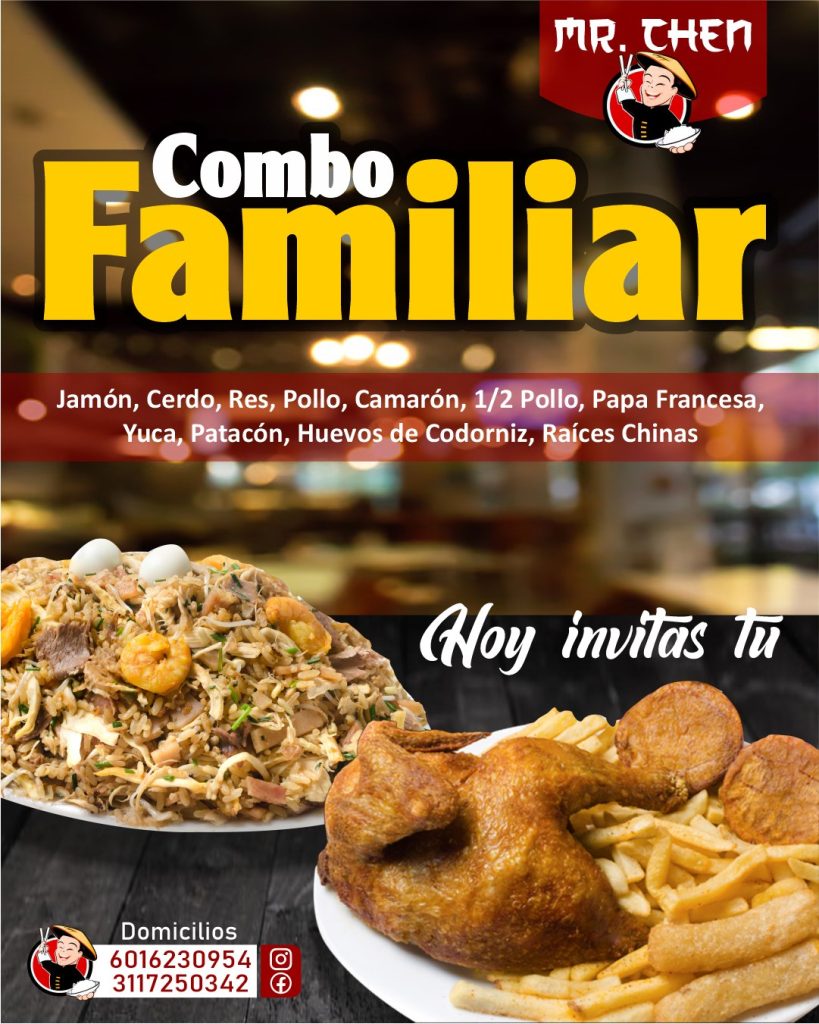 MR. CHEN
Combo
Familiar
Jamón, Cerdo, Res, Pollo, Camarón, 1/2 Pollo, Papa Francesa,
Yuca, Patacón, Huevos de Codorniz, Raíces Chinas
Hoy invitas tú
Domicilios
6016230954
3117250342